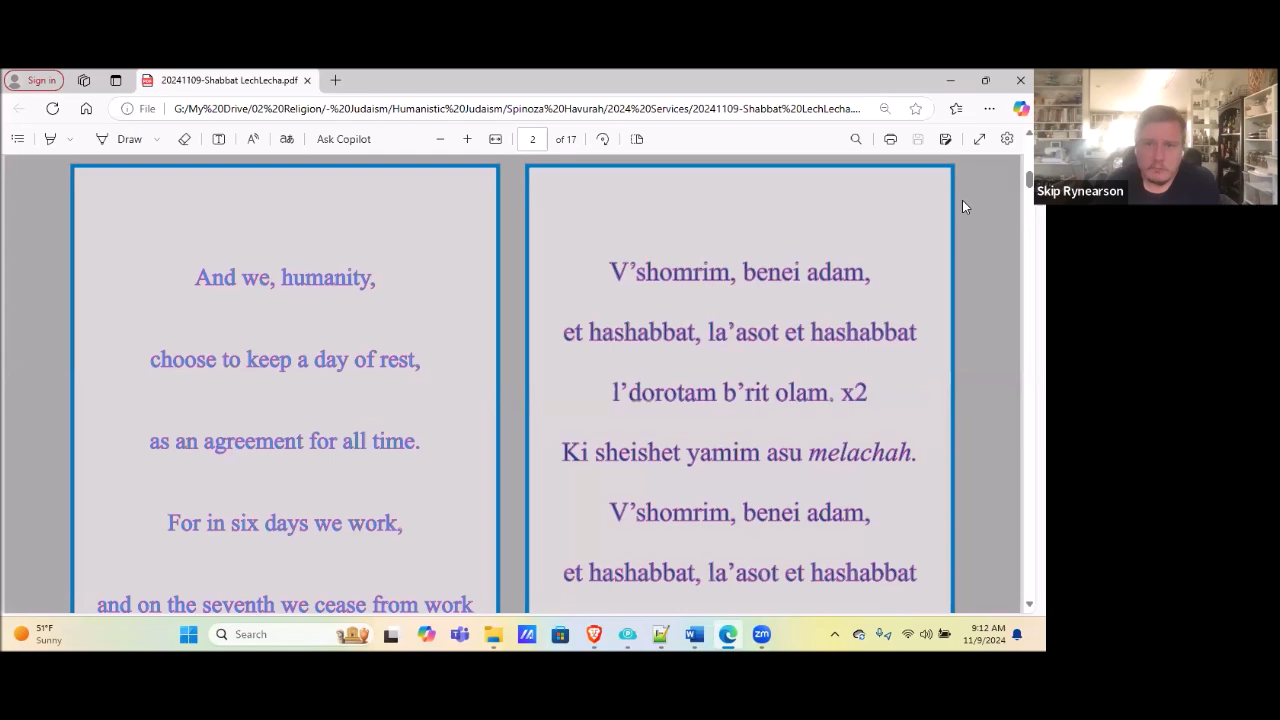 Sign in
20241109-Shabbat LechLecha.pdf
File
G:/My%20Drive/02%20Religion/-%20Judaism/Humanistic%20Judaism/Spinoza%20Havurah/2024%20Services/20241109-Shabbat%20LechLecha....
Draw
Ask Copilot
2
of 17
Skip Rynearson
And we, humanity,
choose to keep a day of rest,
as an agreement for all time.
For in six days we work,
and on the seventh we cease from work
V’shomrim, benei adam,
et hashabbat, la’asot et hashabbat
l’dorotam b’rit olam. x2
Ki sheishet yamim asu melachah.
V’shomrim, benei adam,
et hashabbat, la’asot et hashabbat
51°F
Sunny
Search
zm
9:12 AM
11/9/2024